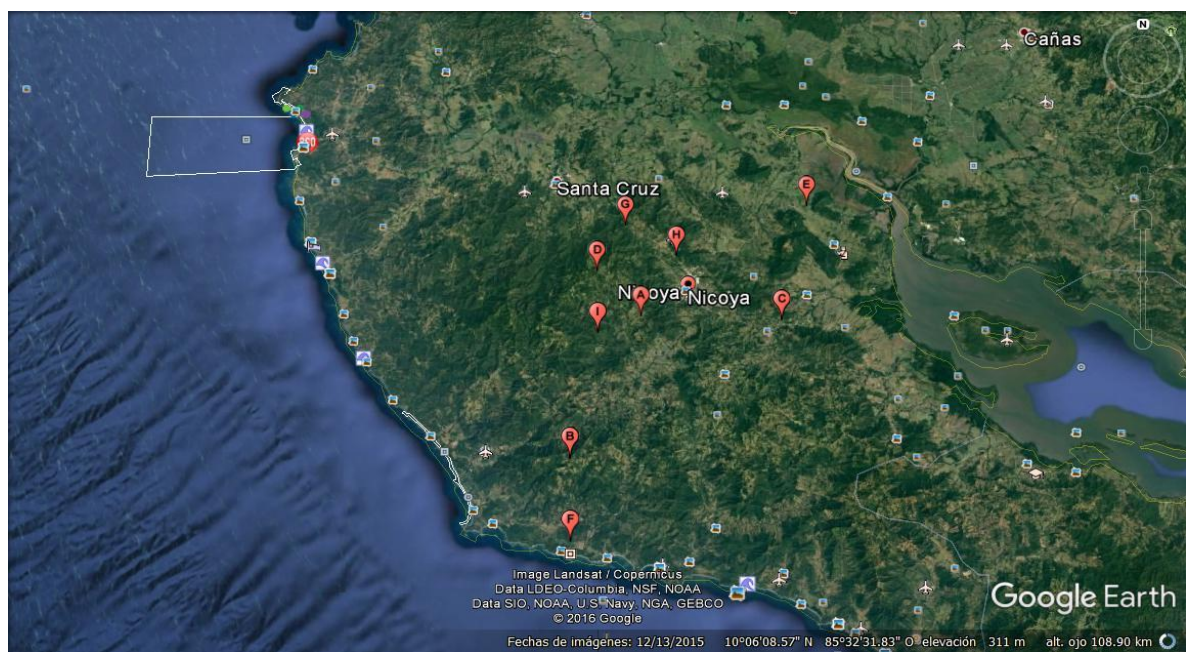 N
Cañas
E
Santa Cruz
G
H
D
Nicoya Nicoya
A
C
I
B
F
Image Landsat / Copernicus
Data LDEO-Columbia, NSF, NOAA
Data SIO, NOAA, U.S. Navy, NGA, GEBCO
© 2016 Google
Google Earth
Fechas de imágenes: 12/13/2015 10°06'08.57" N 85°32'31.83" O elevación 311 m alt. ojo 108.90 km